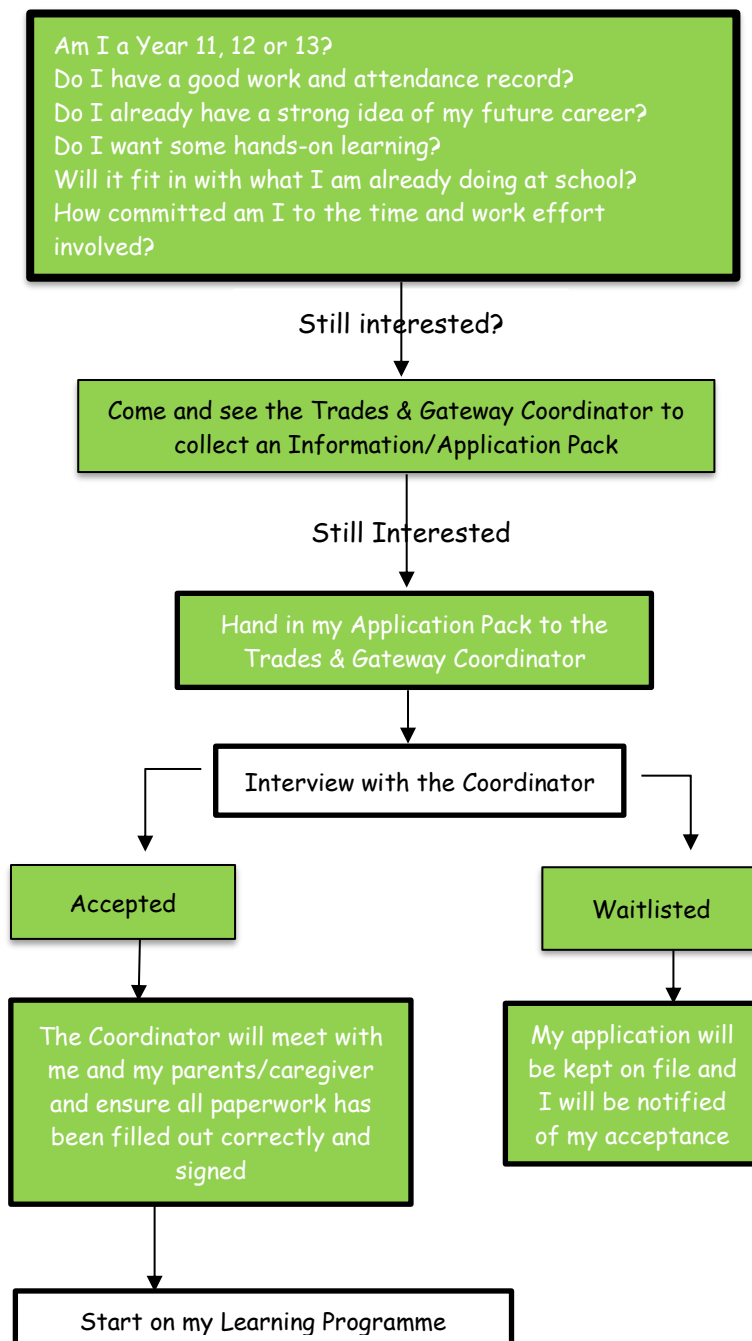 Am I a Year 11, 12 or 13?
Do I have a good work and attendance record?
Do I already have a strong idea of my future career?
Do I want some hands-on learning?
Will it fit in with what I am already doing at school?
How committed am I to the time and work effort
involved?
Still interested?
Come and see the Trades & Gateway Coordinator to
collect an Information/Application Pack
Still Interested
Hand in my Application Pack to the
Trades & Gateway Coordinator
Interview with the Coordinator
Accepted
Waitlisted
The Coordinator will meet with
me and my parents/caregiver
and ensure all paperwork has
been filled out correctly and
signed
My application will
be kept on file and
I will be notified
of my acceptance
Start on my Learning Programme